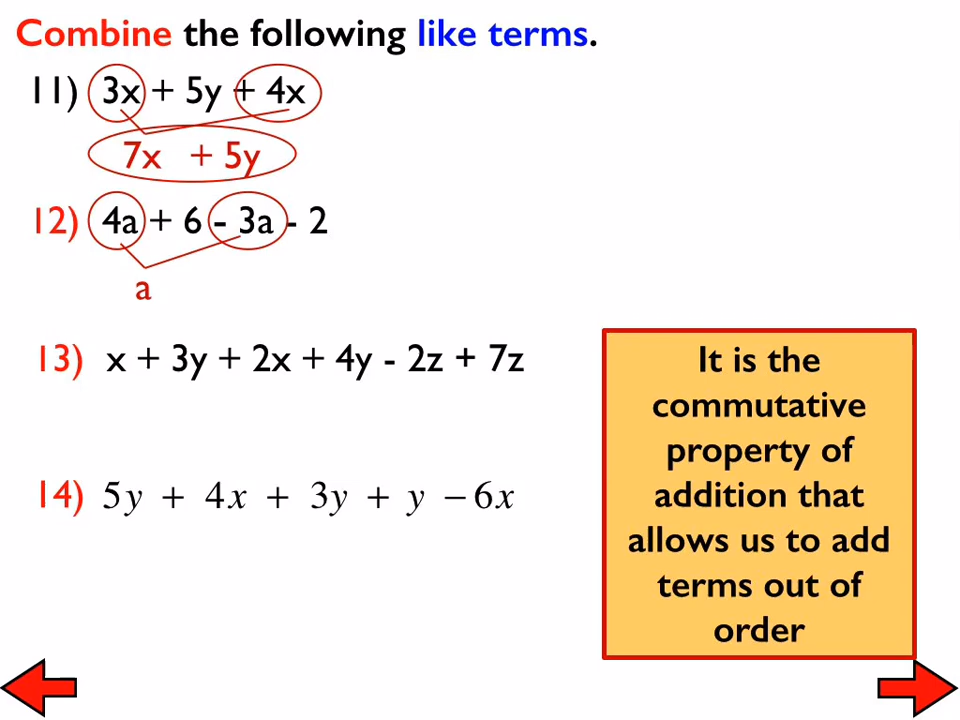 Combine the following like terms.
11) 3x + 5y + 4x
7x + 5y
12) 4a + 6 - 3a - 2
a
13) x + 3y + 2x + 4y - 2z + 7z
14) 5y + 4x + 3y + y − 6x
It is the
commutative
property of
addition that
allows us to add
terms out of
order